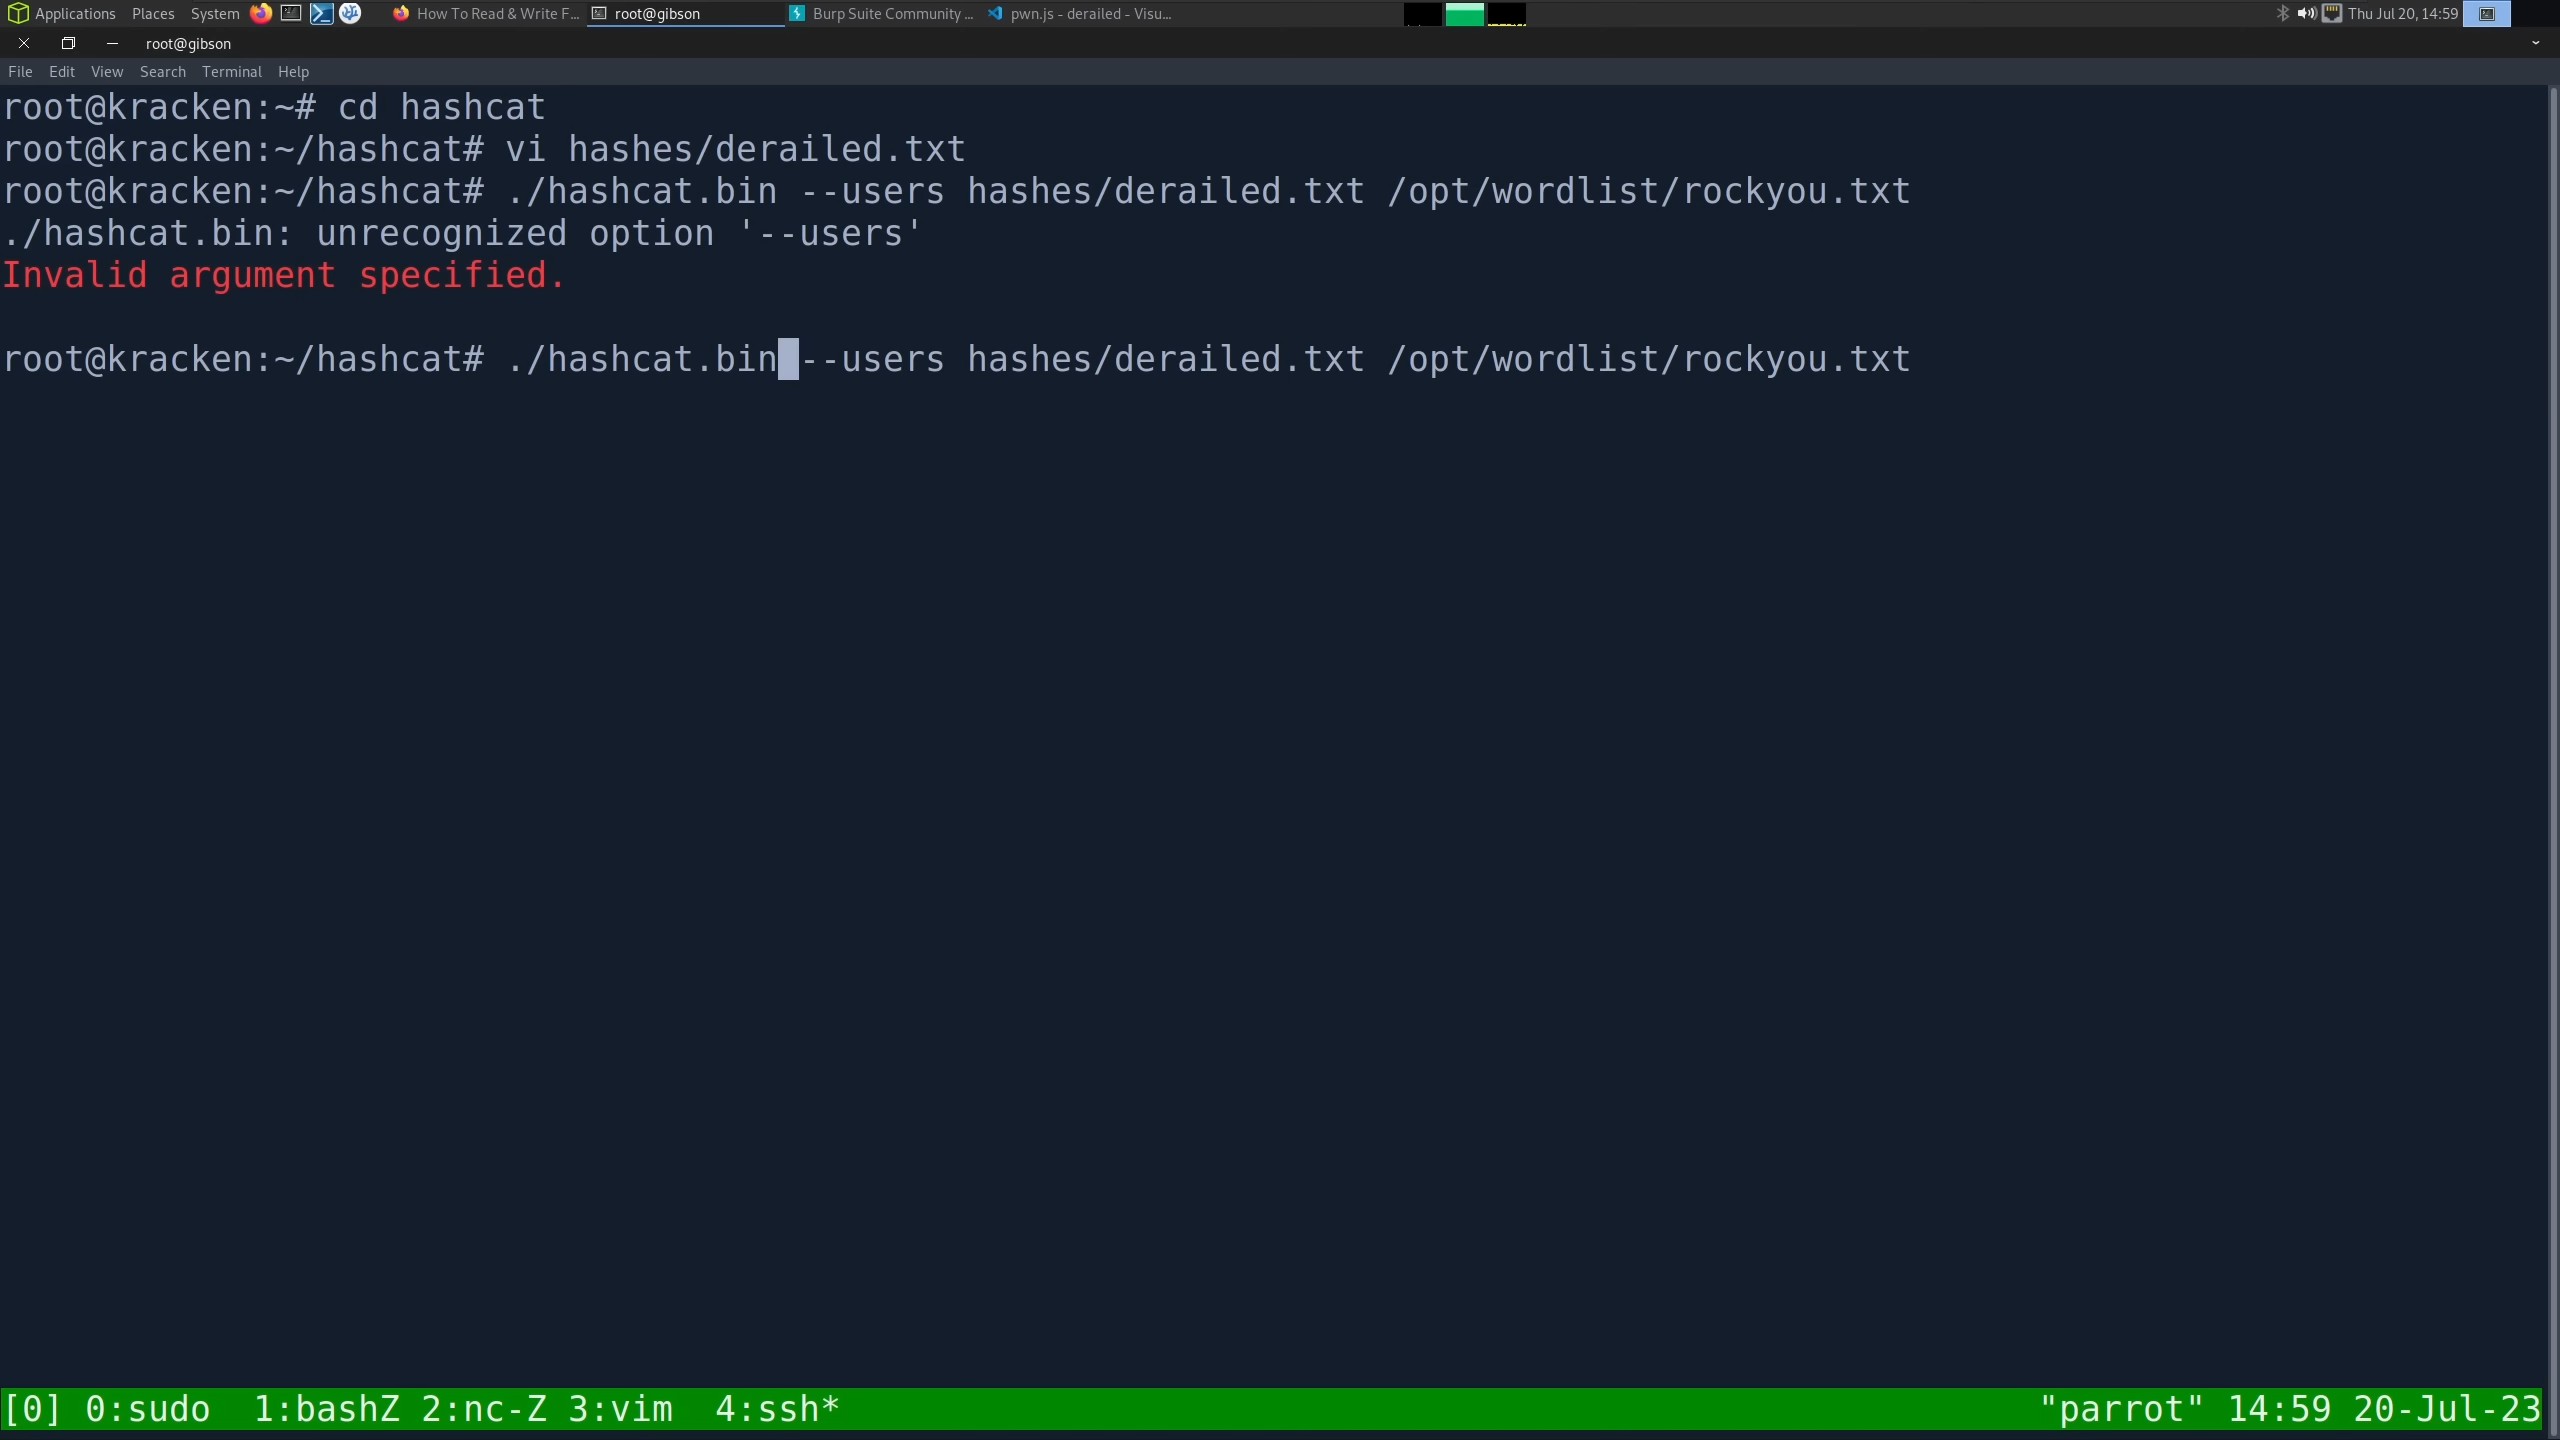 Applications Places System How To Read & Write F... root@gibson Burp Suite Community ... pwn.js - derailed - Visu... Thu Jul 20, 14:59
root@gibson
File Edit View Search Terminal Help
root@kracken:~# cd hashcat
root@kracken:~/hashcat# vi hashes/derailed.txt
root@kracken:~/hashcat# ./hashcat.bin --users hashes/derailed.txt /opt/wordlist/rockyou.txt
./hashcat.bin: unrecognized option '--users'
Invalid argument specified.
root@kracken:~/hashcat# ./hashcat.bin --users hashes/derailed.txt /opt/wordlist/rockyou.txt
[0] 0:sudo 1:bashZ 2:nc-Z 3:vim 4:ssh* "parrot" 14:59 20-Jul-23